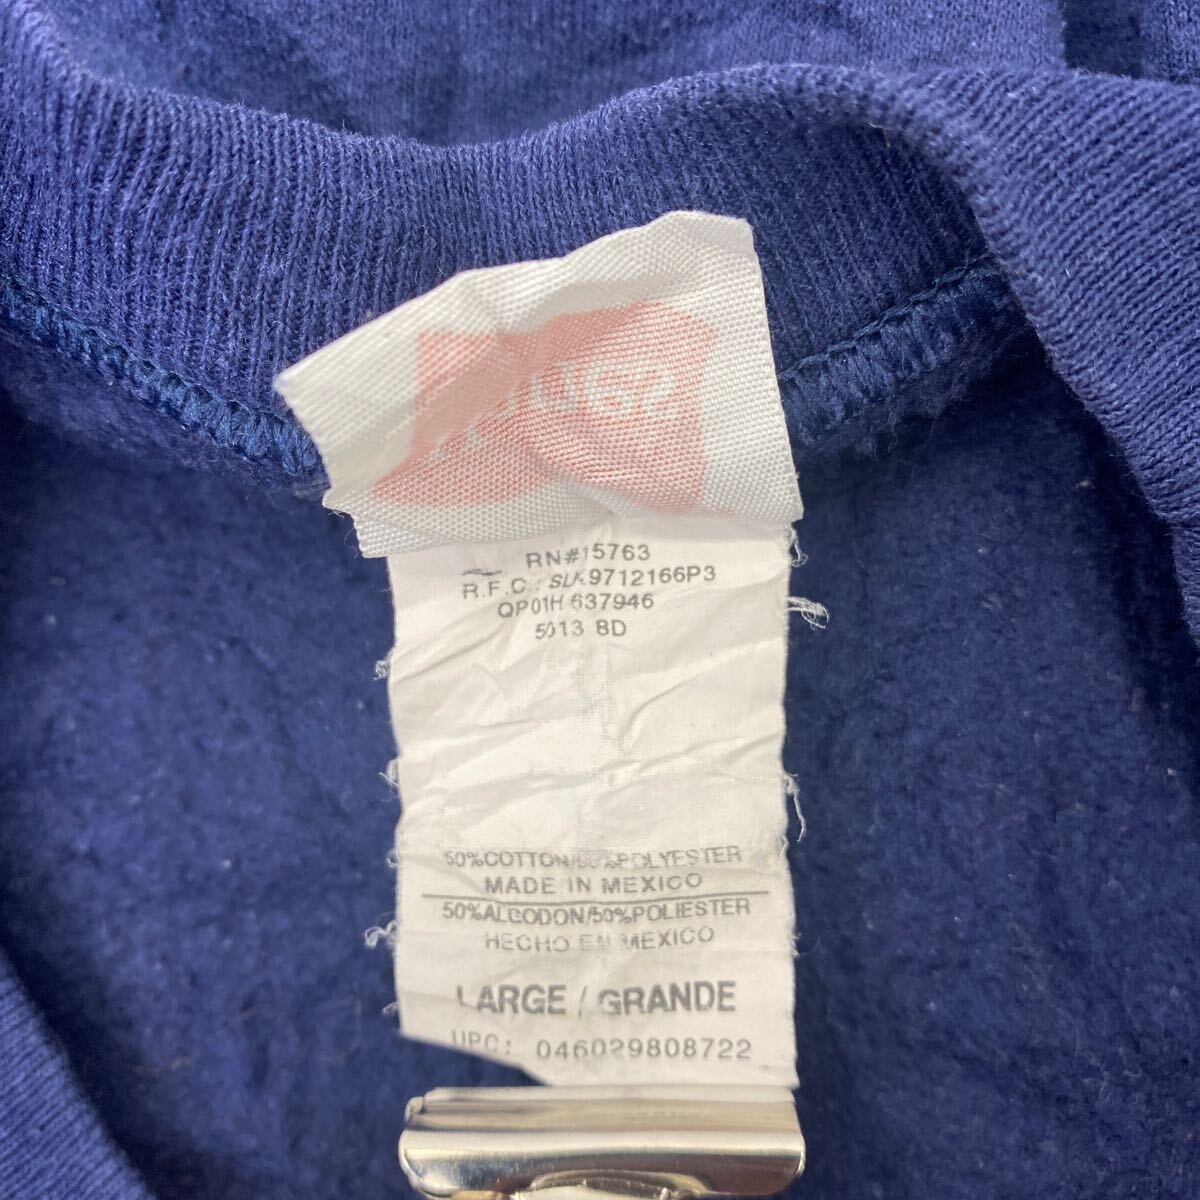 RN#15763
R.F.C.: SLK9712166P3
QP01H 637946
5013 BD
50%COTTON/50%POLYESTER
MADE IN MEXICO
50%ALGODON/50%POLIESTER
HECHO EN MEXICO
LARGE / GRANDE
UPC: 046029808722